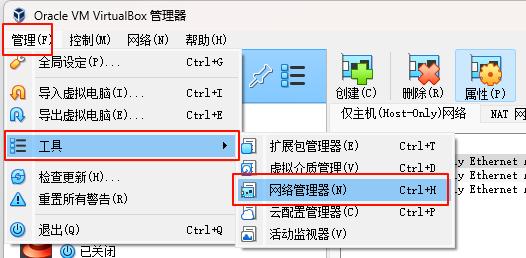 Oracle VM VirtualBox 管理器
管理(F) 控制(M) 网络(N) 帮助(H)
全局设定(P)... Ctrl+G
导入虚拟电脑(I)... Ctrl+I
导出虚拟电脑(E)... Ctrl+E
工具
检查更新(H)...
重置所有警告(R)
退出(Q) Ctrl+Q
扩展包管理器(E) Ctrl+T
虚拟介质管理(V) Ctrl+D
网络管理器(N) Ctrl+H
云配置管理器(C) Ctrl+P
活动监视器(V)
创建(C) 删除(R) 属性(P)
仅主机(Host-Only)网络 NAT 网
ly Ethernet
ly Ethernet
ly Ethernet
已关闭